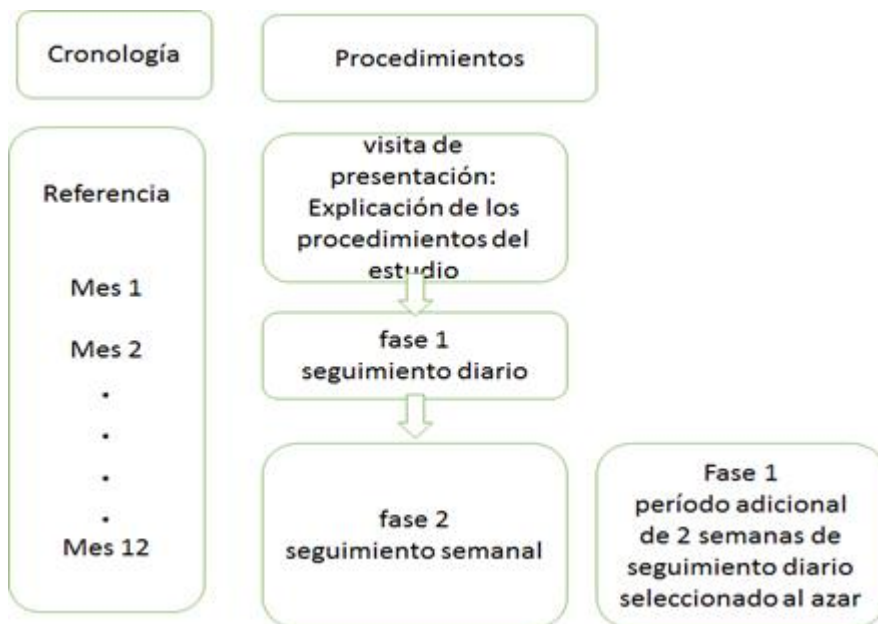 Cronología
Procedimientos
Referencia
Mes 1
Mes 2
.
.
.
.
Mes 12
visita de
presentación:
Explicación de los
procedimientos del
estudio
fase 1
seguimiento diario
fase 2
seguimiento semanal
Fase 1
período adicional
de 2 semanas de
seguimiento diario
seleccionado al azar